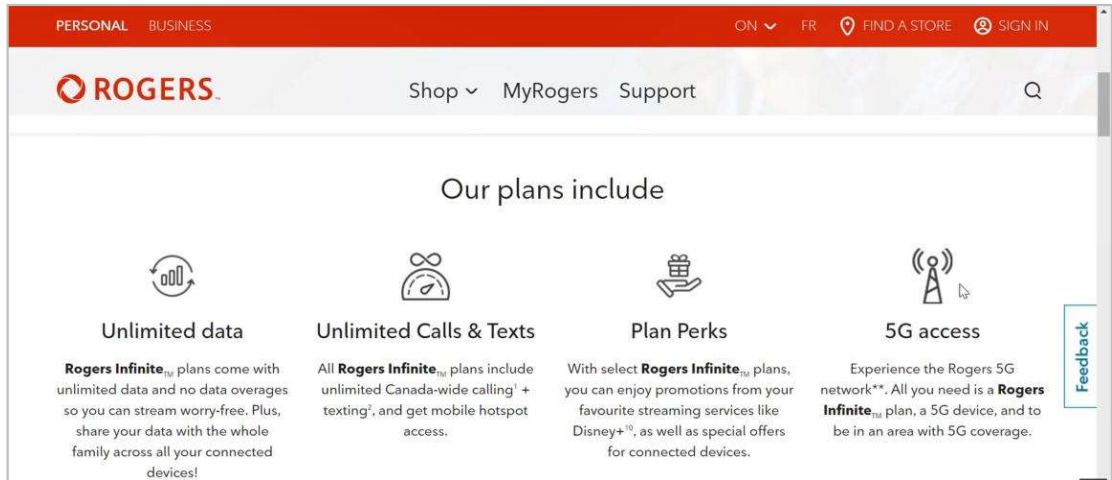 PERSONAL BUSINESS ON FR FIND A STORE SIGN IN
ROGERS™ Shop MyRogers Support
Our plans include
Unlimited data
Rogers Infinite™ plans come with
unlimited data and no data overages
so you can stream worry-free. Plus,
share your data with the whole
family across all your connected
devices!
Unlimited Calls & Texts
All Rogers Infinite™ plans include
unlimited Canada-wide calling¹ +
texting², and get mobile hotspot
access.
Plan Perks
With select Rogers Infinite™ plans,
you can enjoy promotions from your
favourite streaming services like
Disney+¹⁰, as well as special offers
for connected devices.
5G access
Experience the Rogers 5G
network**. All you need is a Rogers
Infinite™ plan, a 5G device, and to
be in an area with 5G coverage.
Feedback